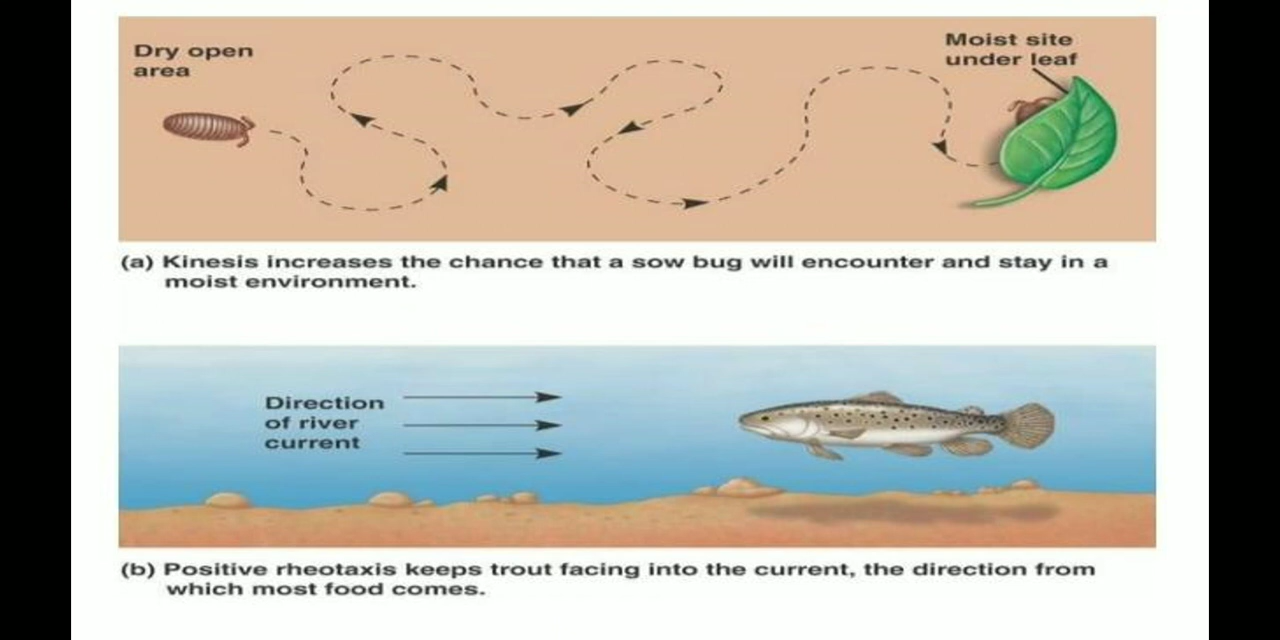 Dry open
area
Moist site
under leaf
(a) Kinesis increases the chance that a sow bug will encounter and stay in a
moist environment.
Direction
of river
current
(b) Positive rheotaxis keeps trout facing into the current, the direction from
which most food comes.